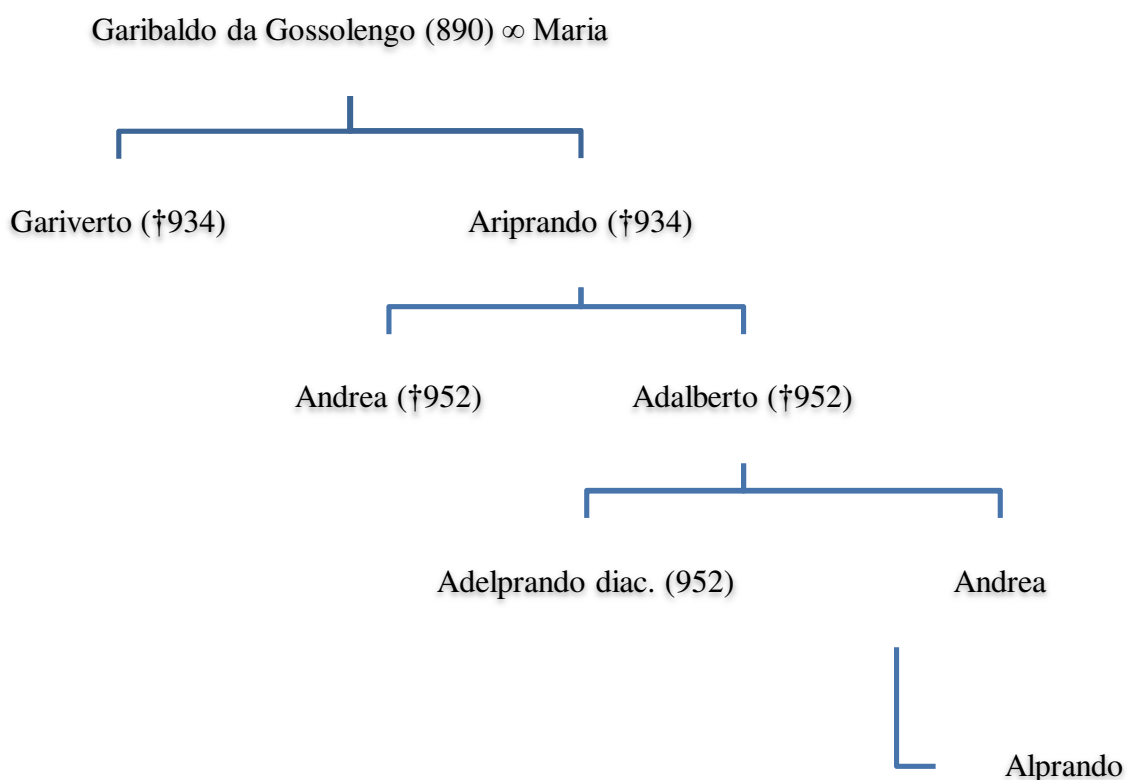 Garibaldo da Gossolengo (890) ∞ Maria
Gariverto (†934) Ariprando (†934)
Andrea (†952) Adalberto (†952)
Adelprando diac. (952) Andrea
Alprando